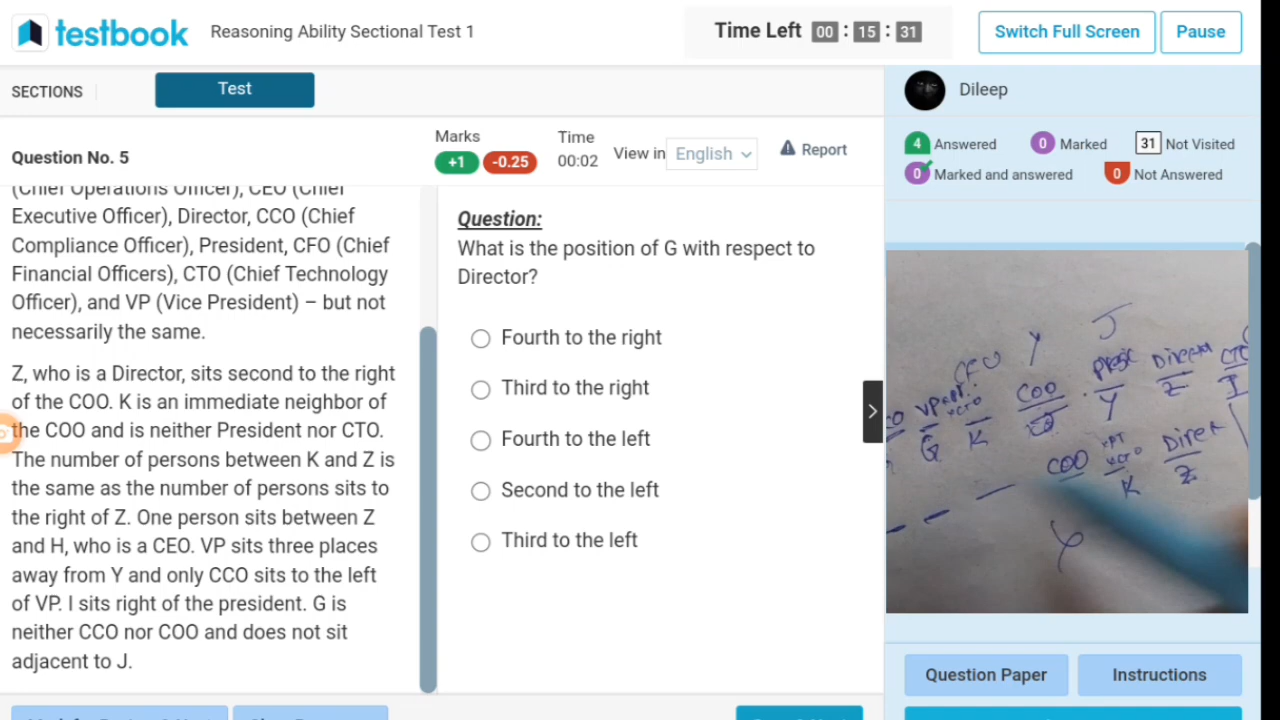 testbook
Reasoning Ability Sectional Test 1
Time Left 00 : 15 : 31
Switch Full Screen
Pause
SECTIONS
Test
Dileep
Question No. 5
Marks
+1 -0.25
Time
00:02
View in English
Report
4 Answered
0 Marked
31 Not Visited
0 Marked and answered
0 Not Answered
(Chief Operations Officer), CEO (Chief
Executive Officer), Director, CCO (Chief
Compliance Officer), President, CFO (Chief
Financial Officers), CTO (Chief Technology
Officer), and VP (Vice President) – but not
necessarily the same.
Z, who is a Director, sits second to the right
of the COO. K is an immediate neighbor of
the COO and is neither President nor CTO.
The number of persons between K and Z is
the same as the number of persons sits to
the right of Z. One person sits between Z
and H, who is a CEO. VP sits three places
away from Y and only CCO sits to the left
of VP. I sits right of the president. G is
neither CCO nor COO and does not sit
adjacent to J.
Question:
What is the position of G with respect to
Director?
Fourth to the right
Third to the right
Fourth to the left
Second to the left
Third to the left
J
CFO Y
COO
Y Z I
G K
COO
K Z
Y
Question Paper
Instructions